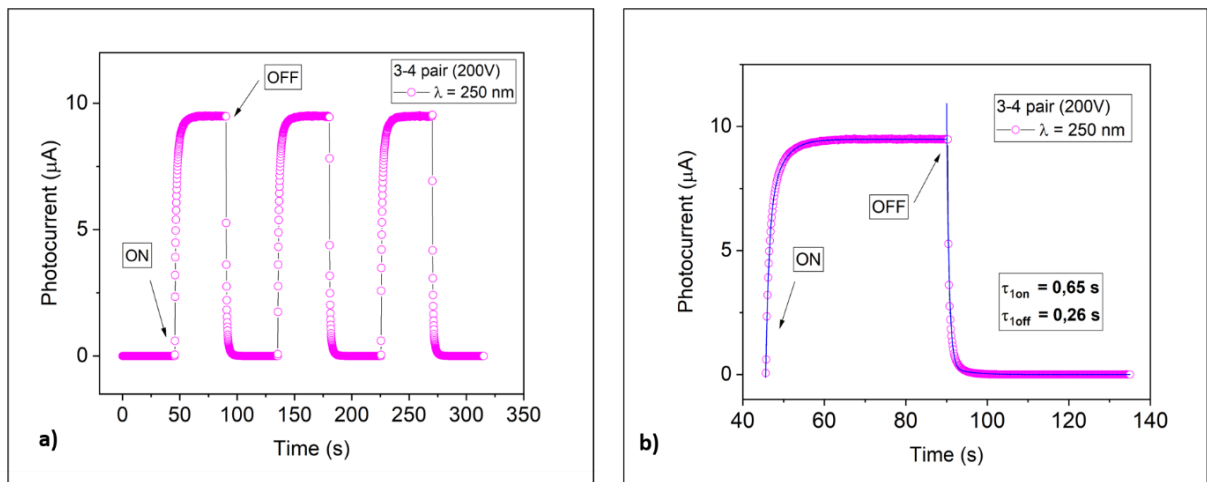 OFF
3-4 pair (200V)
λ = 250 nm
10
5
0
ON
Photocurrent (μA)
0 50 100 150 200 250 300 350
Time (s)
a)
3-4 pair (200V)
λ = 250 nm
10
5
0
OFF
ON
τ1on = 0,65 s
τ1off = 0,26 s
Photocurrent (μA)
40 60 80 100 120 140
Time (s)
b)